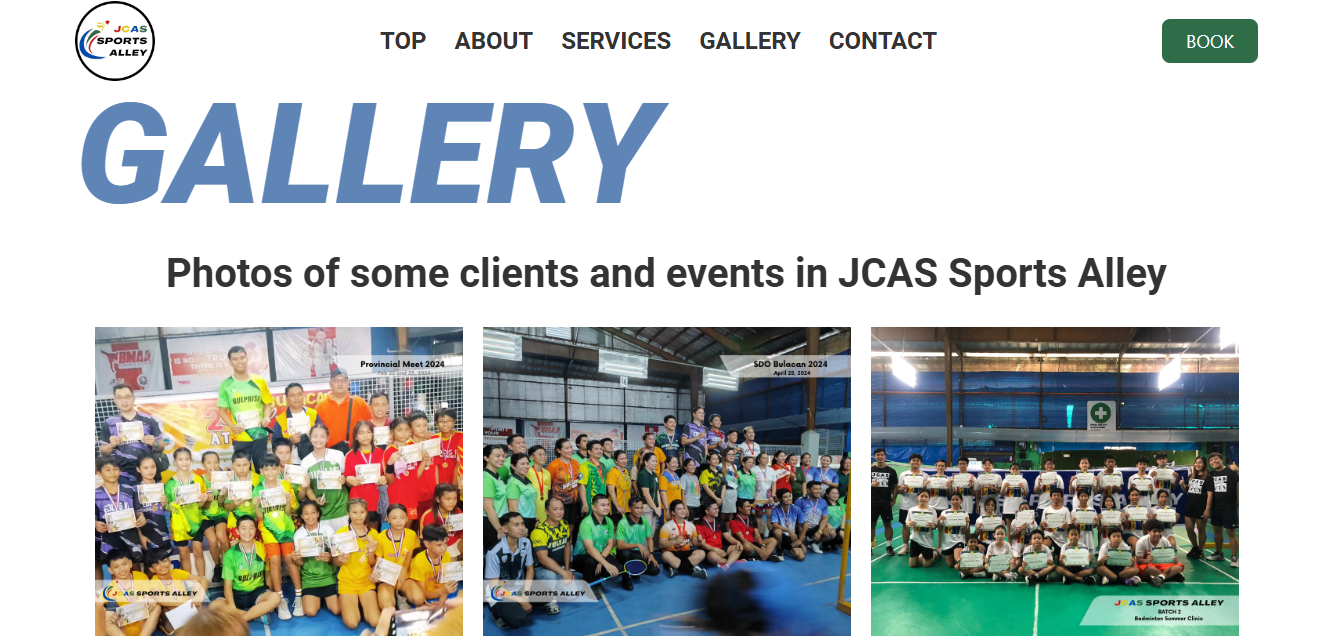 JCAS
SPORTS
ALLEY
TOP ABOUT SERVICES GALLERY CONTACT
BOOK
GALLERY
Photos of some clients and events in JCAS Sports Alley
Provincial Meet 2024
SDO Bulacan 2024
April 25, 2024
JCAS SPORTS ALLEY
JCAS SPORTS ALLEY
JCAS SPORTS ALLEY
BATCH 2
Badminton Summer Clinic